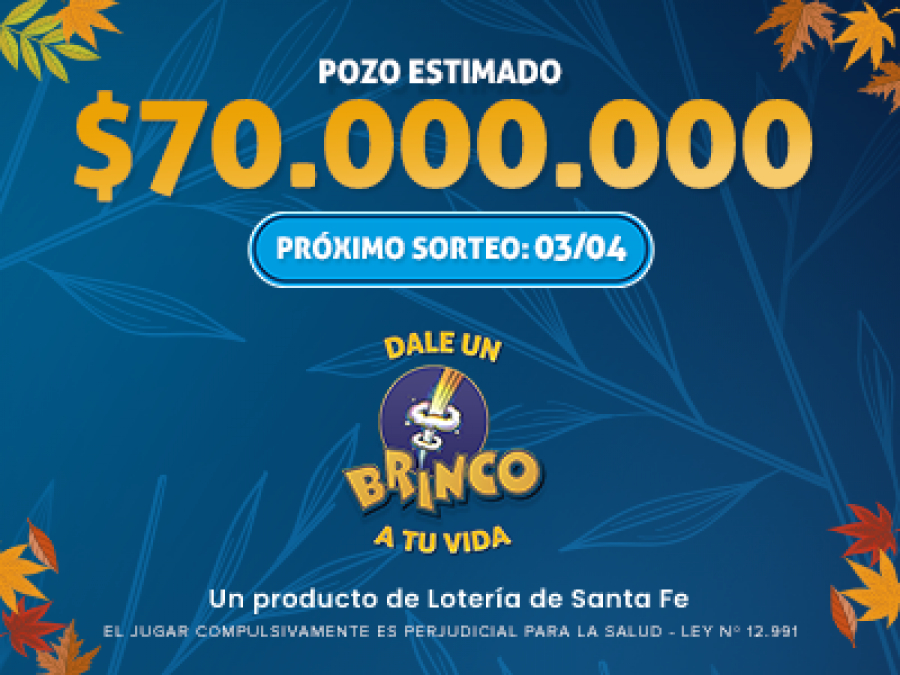 POZO ESTIMADO
$70.000.000
PRÓXIMO SORTEO: 03/04
DALE UN
BRINCO
A TU VIDA
Un producto de Lotería de Santa Fe
EL JUGAR COMPULSIVAMENTE ES PERJUDICIAL PARA LA SALUD - LEY Nº 12.991